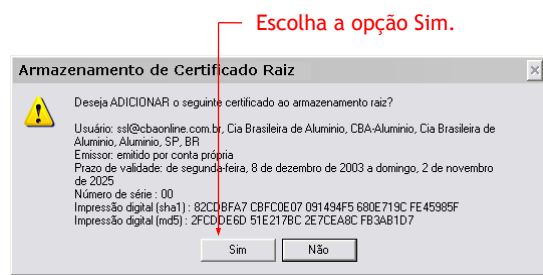 Escolha a opção Sim.
Armazenamento de Certificado Raiz
Deseja ADICIONAR o seguinte certificado ao armazenamento raiz?
Usuário: ssl@cbaonline.com.br, Cia Brasileira de Aluminio, CBA-Aluminio, Cia Brasileira de
Aluminio, Aluminio, SP, BR
Emissor: emitido por conta própria
Prazo de validade: de segunda-feira, 8 de dezembro de 2003 a domingo, 2 de novembro
de 2025
Número de série : 00
Impressão digital (sha1) : 82CDBFA7 CBFC0E07 091494F5 680E719C FE45985F
Impressão digital (md5) : 2FCDDE6D 51E217BC 2E7CEA8C FB3AB1D7
Sim
Não